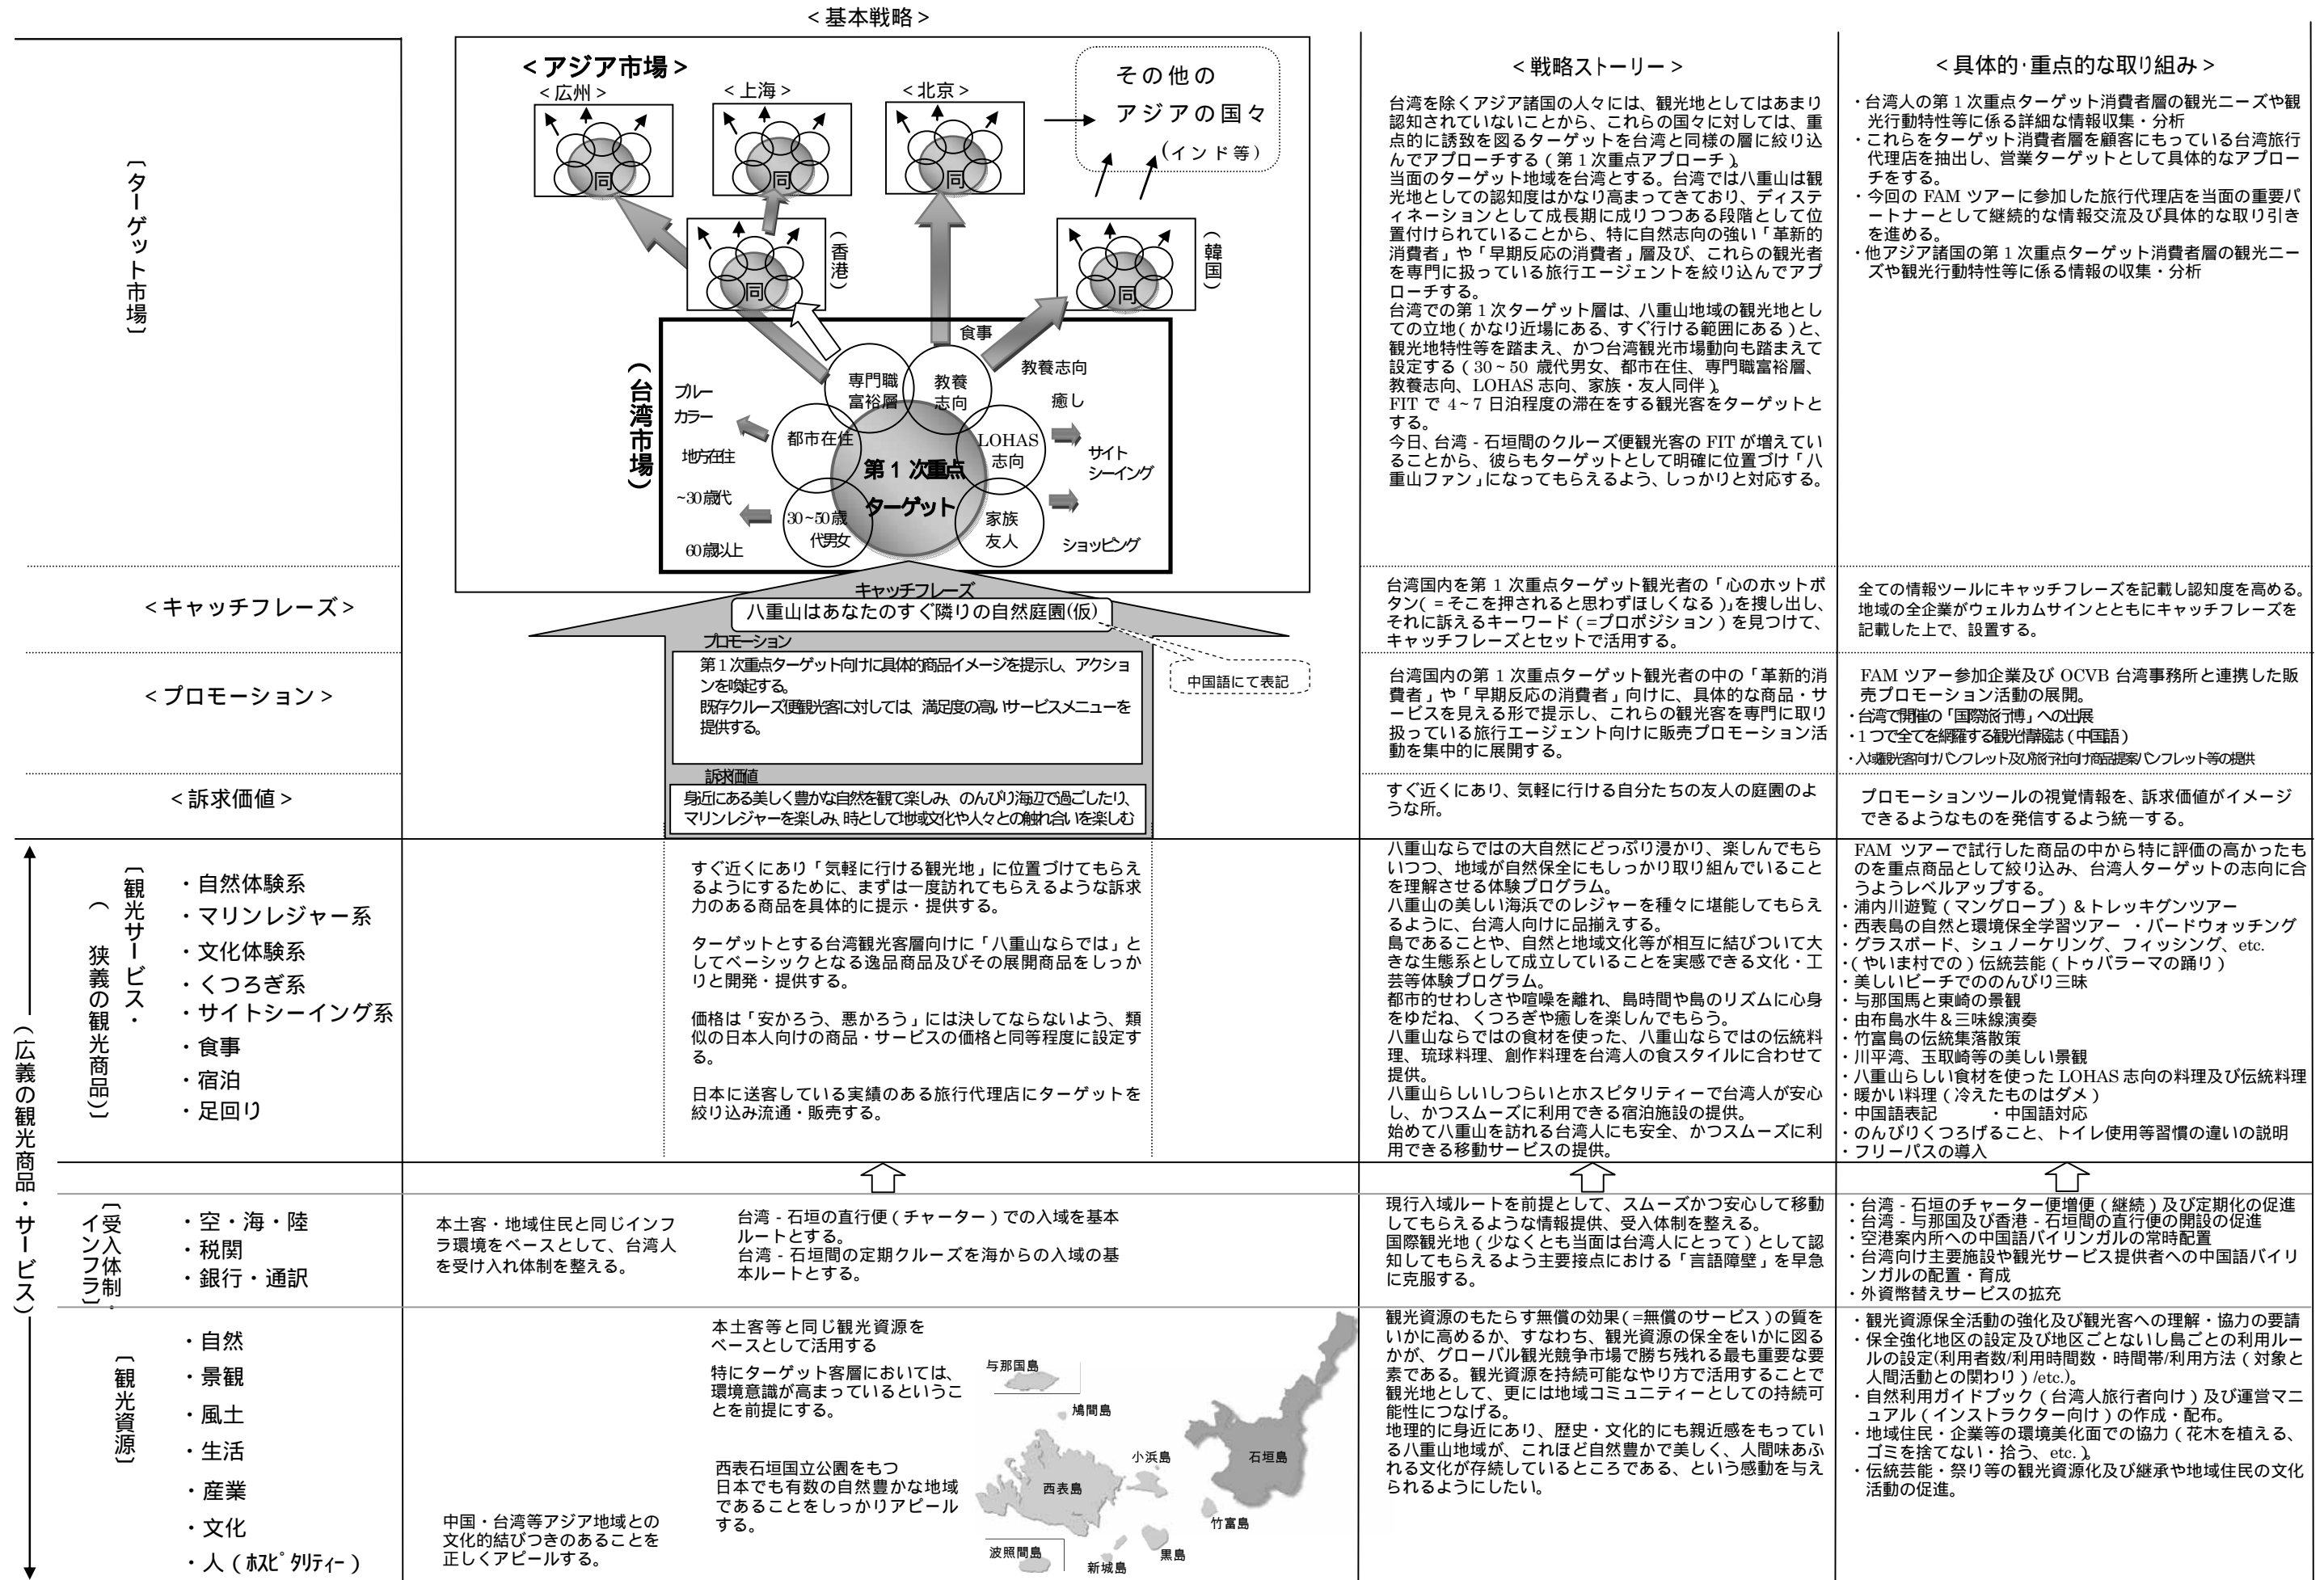 ＜基本戦略＞
〔ターゲット市場〕
＜アジア市場＞
＜広州＞
＜上海＞
＜北京＞
その他の
アジアの国々
(インド等)
同
同
同
（香港）
（韓国）
同
同
（台湾市場）
食事
教養志向
癒し
サイト
シーイング
ショッピング
ブルー
カラー
地方在住
~30歳代
60歳以上
専門職
富裕層
教養
志向
都市在住
LOHAS
志向
30~50歳
代男女
家族
友人
第1次重点
ターゲット
＜戦略ストーリー＞
台湾を除くアジア諸国の人々には、観光地としてはあまり
認知されていないことから、これらの国々に対しては、重
点的に誘致を図るターゲットを台湾と同様の層に絞り込
んでアプローチする（第1次重点アプローチ）。
当面のターゲット地域を台湾とする。台湾では八重山は観
光地としての認知度はかなり高まってきており、ディステ
ィネーションとして成長期に成りつつある段階として位
置付けられていることから、特に自然志向の強い「革新的
消費者」や「早期反応の消費者」層及び、これらの観光者
を専門に扱っている旅行エージェントを絞り込んでアプ
ローチする。
台湾での第1次ターゲット層は、八重山地域の観光地とし
ての立地（かなり近場にある、すぐ行ける範囲にある）と、
観光地特性等を踏まえ、かつ台湾観光市場動向も踏まえて
設定する（30~50 歳代男女、都市在住、専門職富裕層、
教養志向、LOHAS志向、家族・友人同伴）。
FITで 4~7 日泊程度の滞在をする観光客をターゲットと
する。
今日、台湾‐石垣間のクルーズ便観光客の FIT が増えてい
ることから、彼らもターゲットとして明確に位置づけ「八
重山ファン」になってもらえるよう、しっかりと対応する。
＜具体的・重点的な取り組み＞
・台湾人の第1次重点ターゲット消費者層の観光ニーズや観
光行動特性等に係る詳細な情報収集・分析
・これらをターゲット消費者層を顧客にもっている台湾旅行
代理店を抽出し、営業ターゲットとして具体的なアプロー
チをする。
・今回の FAM ツアーに参加した旅行代理店を当面の重要パ
ートナーとして継続的な情報交流及び具体的な取り引き
を進める。
・他アジア諸国の第1次重点ターゲット消費者層の観光ニー
ズや観光行動特性等に係る情報の収集・分析
＜キャッチフレーズ＞
キャッチフレーズ
八重山はあなたのすぐ隣りの自然庭園(仮)
中国語にて表記
台湾国内を第1次重点ターゲット観光者の「心のホットボ
タン（＝そこを押されると思わずほしくなる）」を捜し出し、
それに訴えるキーワード（=プロポジション）を見つけて、
キャッチフレーズとセットで活用する。
全ての情報ツールにキャッチフレーズを記載し認知度を高める。
地域の全企業がウェルカムサインとともにキャッチフレーズを
記載した上で、設置する。
＜プロモーション＞
プロモーション
第1次重点ターゲット向けに具体的商品イメージを提示し、アクショ
ンを喚起する。
既存クルーズ便観光客に対しては、満足度の高いサービスメニューを
提供する。
台湾国内の第1次重点ターゲット観光者の中の「革新的消
費者」や「早期反応の消費者」向けに、具体的な商品・サ
ービスを見える形で提示し、これらの観光客を専門に取り
扱っている旅行エージェント向けに販売プロモーション活
動を集中的に展開する。
FAM ツアー参加企業及び OCVB 台湾事務所と連携した販
売プロモーション活動の展開。
・台湾で開催の「国際旅行博」への出展
・1つで全てを網羅する観光情報誌（中国語）
・入域観光客向けパンフレット及び旅行社向け商品提案パンフレット等の提供
＜訴求価値＞
訴求価値
身近にある美しく豊かな自然を観て楽しみ、のんびり海辺で過ごしたり、
マリンレジャーを楽しみ、時として地域文化や人々との触れ合いを楽しむ
すぐ近くにあり、気軽に行ける自分たちの友人の庭園のよ
うな所。
プロモーションツールの視覚情報を、訴求価値がイメージ
できるようなものを発信するよう統一する。
（広義の観光商品・サービス）
〔観光サービス・
（狭義の観光商品）〕
・自然体験系
・マリンレジャー系
・文化体験系
・くつろぎ系
・サイトシーイング系
・食事
・宿泊
・足回り
すぐ近くにあり「気軽に行ける観光地」に位置づけてもらえ
るようにするために、まずは一度訪れてもらえるような訴求
力のある商品を具体的に提示・提供する。
ターゲットとする台湾観光客層向けに「八重山ならでは」と
してベーシックとなる逸品商品及びその展開商品をしっか
りと開発・提供する。
価格は「安かろう、悪かろう」には決してならないよう、類
似の日本人向けの商品・サービスの価格と同等程度に設定す
る。
日本に送客している実績のある旅行代理店にターゲットを
絞り込み流通・販売する。
八重山ならではの大自然にどっぷり浸かり、楽しんでもら
いつつ、地域が自然保全にもしっかり取り組んでいること
を理解させる体験プログラム。
八重山の美しい海浜でのレジャーを種々に堪能してもらえ
るように、台湾人向けに品揃えする。
島であることや、自然と地域文化等が相互に結びついて大
きな生態系として成立していることを実感できる文化・工
芸等体験プログラム。
都市的せわしさや喧噪を離れ、島時間や島のリズムに心身
をゆだね、くつろぎや癒しを楽しんでもらう。
八重山ならではの食材を使った、八重山ならではの伝統料
理、琉球料理、創作料理を台湾人の食スタイルに合わせて
提供。
八重山らしいしつらいとホスピタリティーで台湾人が安心
し、かつスムーズに利用できる宿泊施設の提供。
始めて八重山を訪れる台湾人にも安全、かつスムーズに利
用できる移動サービスの提供。
FAM ツアーで試行した商品の中から特に評価の高かったも
のを重点商品として絞り込み、台湾人ターゲットの志向に合
うようレベルアップする。
・浦内川遊覧（マングローブ）＆トレッキグンツアー
・西表島の自然と環境保全学習ツアー ・バードウォッチング
・グラスボード、シュノーケリング、フィッシング、etc.
・（やいま村での）伝統芸能（トゥバラーマの踊り）
・美しいビーチでののんびり三昧
・与那国馬と東崎の景観
・由布島水牛＆三味線演奏
・竹富島の伝統集落散策
・川平湾、玉取崎等の美しい景観
・八重山らしい食材を使った LOHAS 志向の料理及び伝統料理
・暖かい料理（冷えたものはダメ）
・中国語表記 ・中国語対応
・のんびりくつろげること、トイレ使用等習慣の違いの説明
・フリーパスの導入
〔受入体制・
インフラ〕
・空・海・陸
・税関
・銀行・通訳
本土客・地域住民と同じインフ
ラ環境をベースとして、台湾人
を受け入れ体制を整える。
台湾‐石垣の直行便（チャーター）での入域を基本
ルートとする。
台湾‐石垣間の定期クルーズを海からの入域の基
本ルートとする。
現行入域ルートを前提として、スムーズかつ安心して移動
してもらえるような情報提供、受入体制を整える。
国際観光地（少なくとも当面は台湾人にとって）として認
知してもらえるよう主要接点における「言語障壁」を早急
に克服する。
・台湾‐石垣のチャーター便増便（継続）及び定期化の促進
・台湾‐与那国及び香港‐石垣間の直行便の開設の促進
・空港案内所への中国語バイリンガルの常時配置
・台湾向け主要施設や観光サービス提供者への中国語バイリ
ンガルの配置・育成
・外資幣替えサービスの拡充
〔観光資源〕
・自然
・景観
・風土
・生活
・産業
・文化
・人（ホスピタリティー）
中国・台湾等アジア地域との
文化的結びつきのあることを
正しくアピールする。
本土客等と同じ観光資源を
ベースとして活用する
特にターゲット客層においては、
環境意識が高まっているというこ
とを前提にする。
西表石垣国立公園をもつ
日本でも有数の自然豊かな地域
であることをしっかりアピール
する。
与那国島
鳩間島
小浜島
石垣島
西表島
竹富島
波照間島
新城島
黒島
観光資源のもたらす無償の効果（=無償のサービス）の質を
いかに高めるか、すなわち、観光資源の保全をいかに図る
かが、グローバル観光競争市場で勝ち残れる最も重要な要
素である。観光資源を持続可能なやり方で活用することで
観光地として、更には地域コミュニティーとしての持続可
能性につなげる。
地理的に身近にあり、歴史・文化的にも親近感をもってい
る八重山地域が、これほど自然豊かで美しく、人間味あふ
れる文化が存続しているところである、という感動を与え
られるようにしたい。
・観光資源保全活動の強化及び観光客への理解・協力の要請
・保全強化地区の設定及び地区ごとないし島ごとの利用ルー
ルの設定(利用者数/利用時間数・時間帯/利用方法（対象と
人間活動との関わり）/etc.)。
・自然利用ガイドブック（台湾人旅行者向け）及び運営マニ
ュアル（インストラクター向け）の作成・配布。
・地域住民・企業等の環境美化面での協力（花木を植える、
ゴミを捨てない・拾う、etc.）。
・伝統芸能・祭り等の観光資源化及び継承や地域住民の文化
活動の促進。